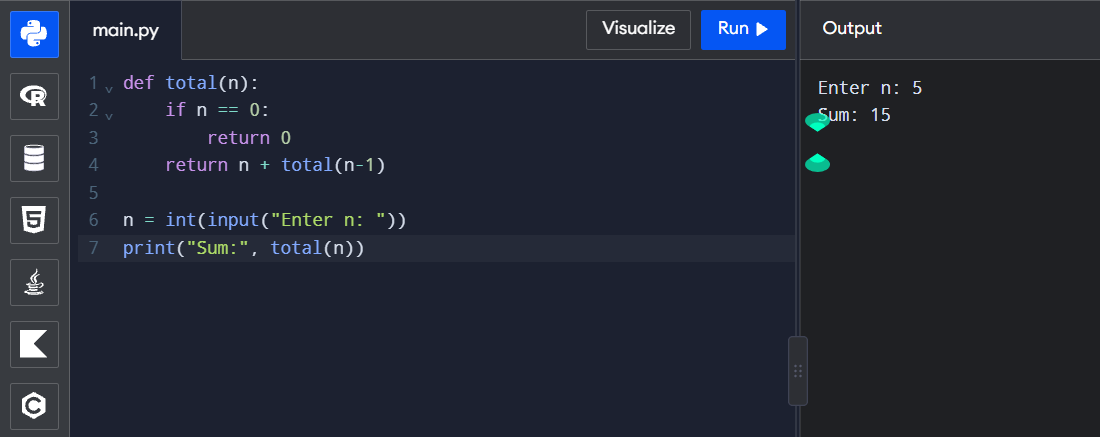 main.py
Visualize
Run
Output
1 def total(n):
2     if n == 0:
3         return 0
4     return n + total(n-1)
5
6 n = int(input("Enter n: "))
7 print("Sum:", total(n))
Enter n: 5
Sum: 15
R
5
C